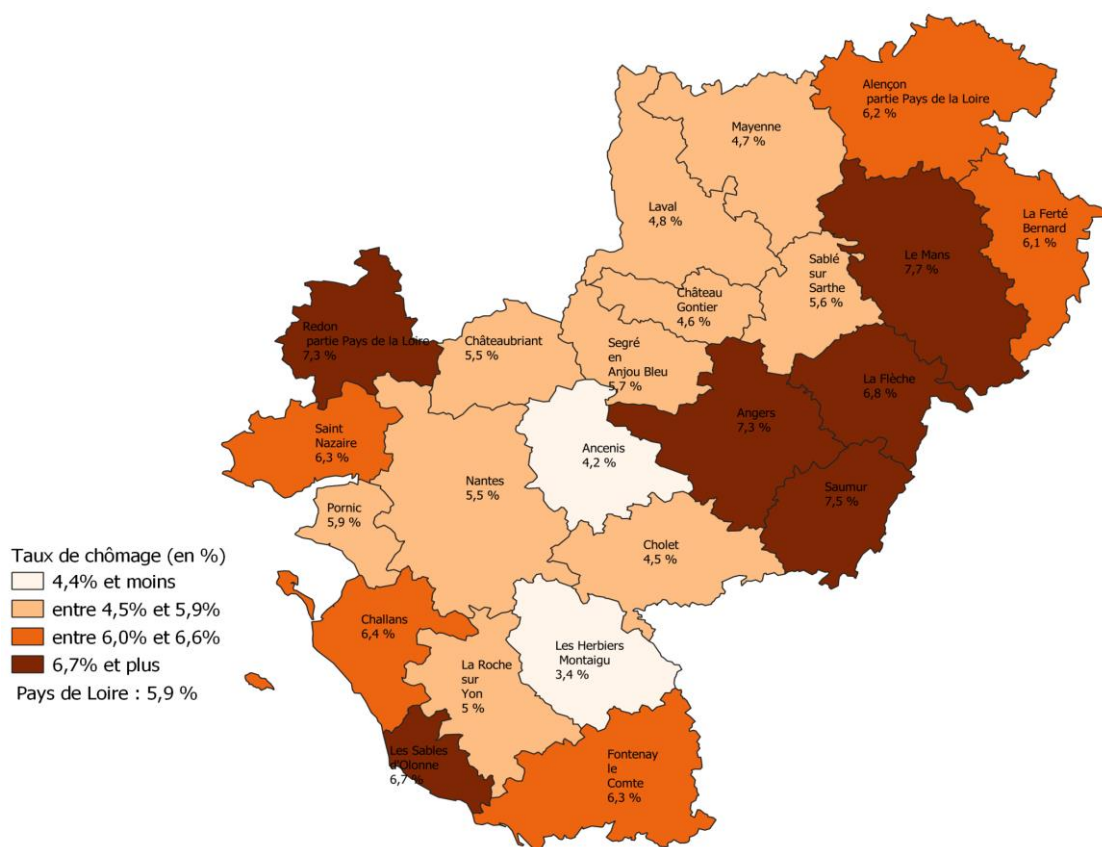 Alençon
partie Pays de la Loire
6,2 %
Mayenne
4,7 %
Laval
4,8 %
La Ferté
Bernard
6,1 %
Le Mans
7,7 %
Sablé
sur
Sarthe
5,6 %
Château
Gontier
4,6 %
Redon
partie Pays de la Loire
7,3 %
Châteaubriant
5,5 %
Segré
en
Anjou Bleu
5,7 %
La Flèche
6,8 %
Angers
7,3 %
Saint
Nazaire
6,3 %
Ancenis
4,2 %
Nantes
5,5 %
Saumur
7,5 %
Pornic
5,9 %
Cholet
4,5 %
Taux de chômage (en %)
4,4% et moins
entre 4,5% et 5,9%
entre 6,0% et 6,6%
6,7% et plus
Pays de Loire : 5,9 %
Challans
6,4 %
Les Herbiers
Montaigu
3,4 %
La Roche
sur
Yon
5 %
Les Sables
d'Olonne
6,7 %
Fontenay
le
Comte
6,3 %